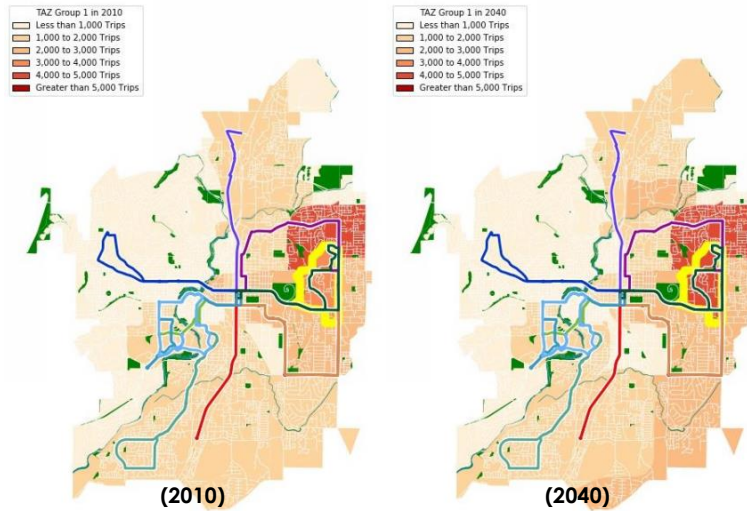 TAZ Group 1 in 2010
Less than 1,000 Trips
1,000 to 2,000 Trips
2,000 to 3,000 Trips
3,000 to 4,000 Trips
4,000 to 5,000 Trips
Greater than 5,000 Trips
(2010)
TAZ Group 1 in 2040
Less than 1,000 Trips
1,000 to 2,000 Trips
2,000 to 3,000 Trips
3,000 to 4,000 Trips
4,000 to 5,000 Trips
Greater than 5,000 Trips
(2040)